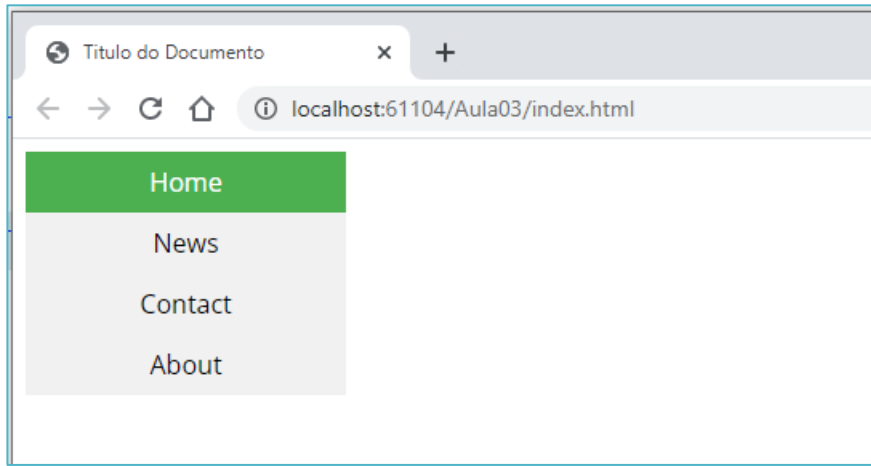 Titulo do Documento
localhost:61104/Aula03/index.html
Home
News
Contact
About